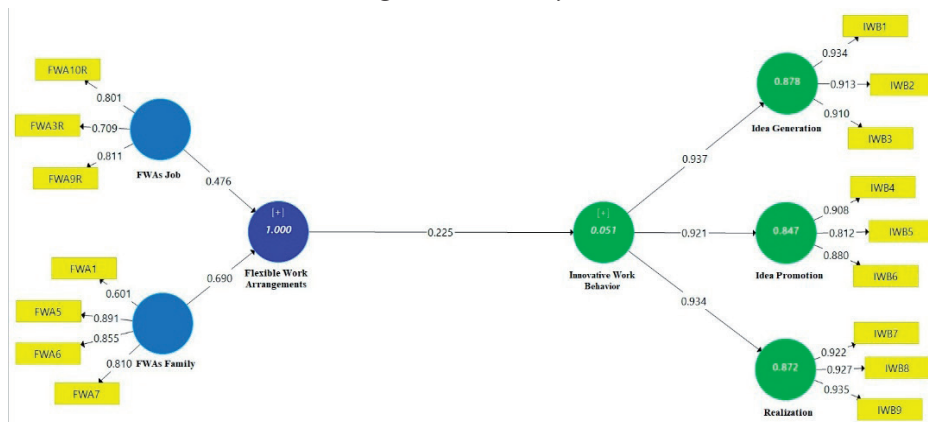 FWA10R
0.801
FWA3R
0.709
0.811
FWA9R
FWAs Job
0.476
[+]
1.000
Flexible Work
Arrangements
0.690
FWA1
0.601
FWA5
0.891
FWA6
0.855
0.810
FWA7
FWAs Family
0.225
[+]
0.051
Innovative Work
Behavior
0.937
0.921
0.934
0.878
Idea Generation
IWB1
0.934
0.913
IWB2
0.910
IWB3
0.847
Idea Promotion
IWB4
0.908
0.812
IWB5
0.880
IWB6
0.872
Realization
IWB7
0.922
0.927
IWB8
0.935
IWB9